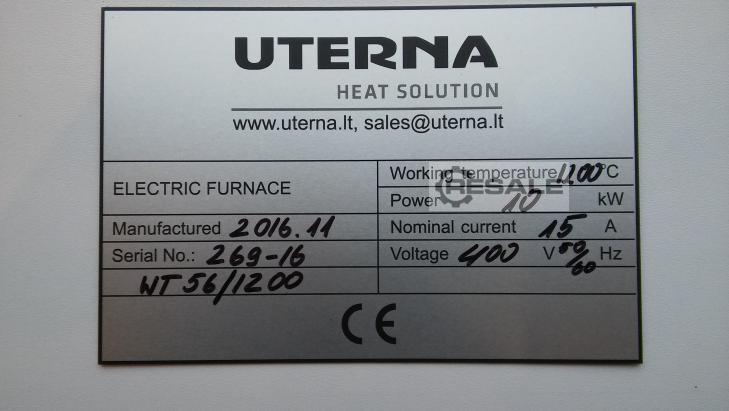 UTERNA
HEAT SOLUTION
www.uterna.lt, sales@uterna.lt
ELECTRIC FURNACE
Manufactured 2016.11
Serial No.: 269-16
WT 56/1200
Working temperature 1200°C
Power 10 kW
RESALE
Nominal current 15 A
Voltage 400 V 50/60 Hz
CE